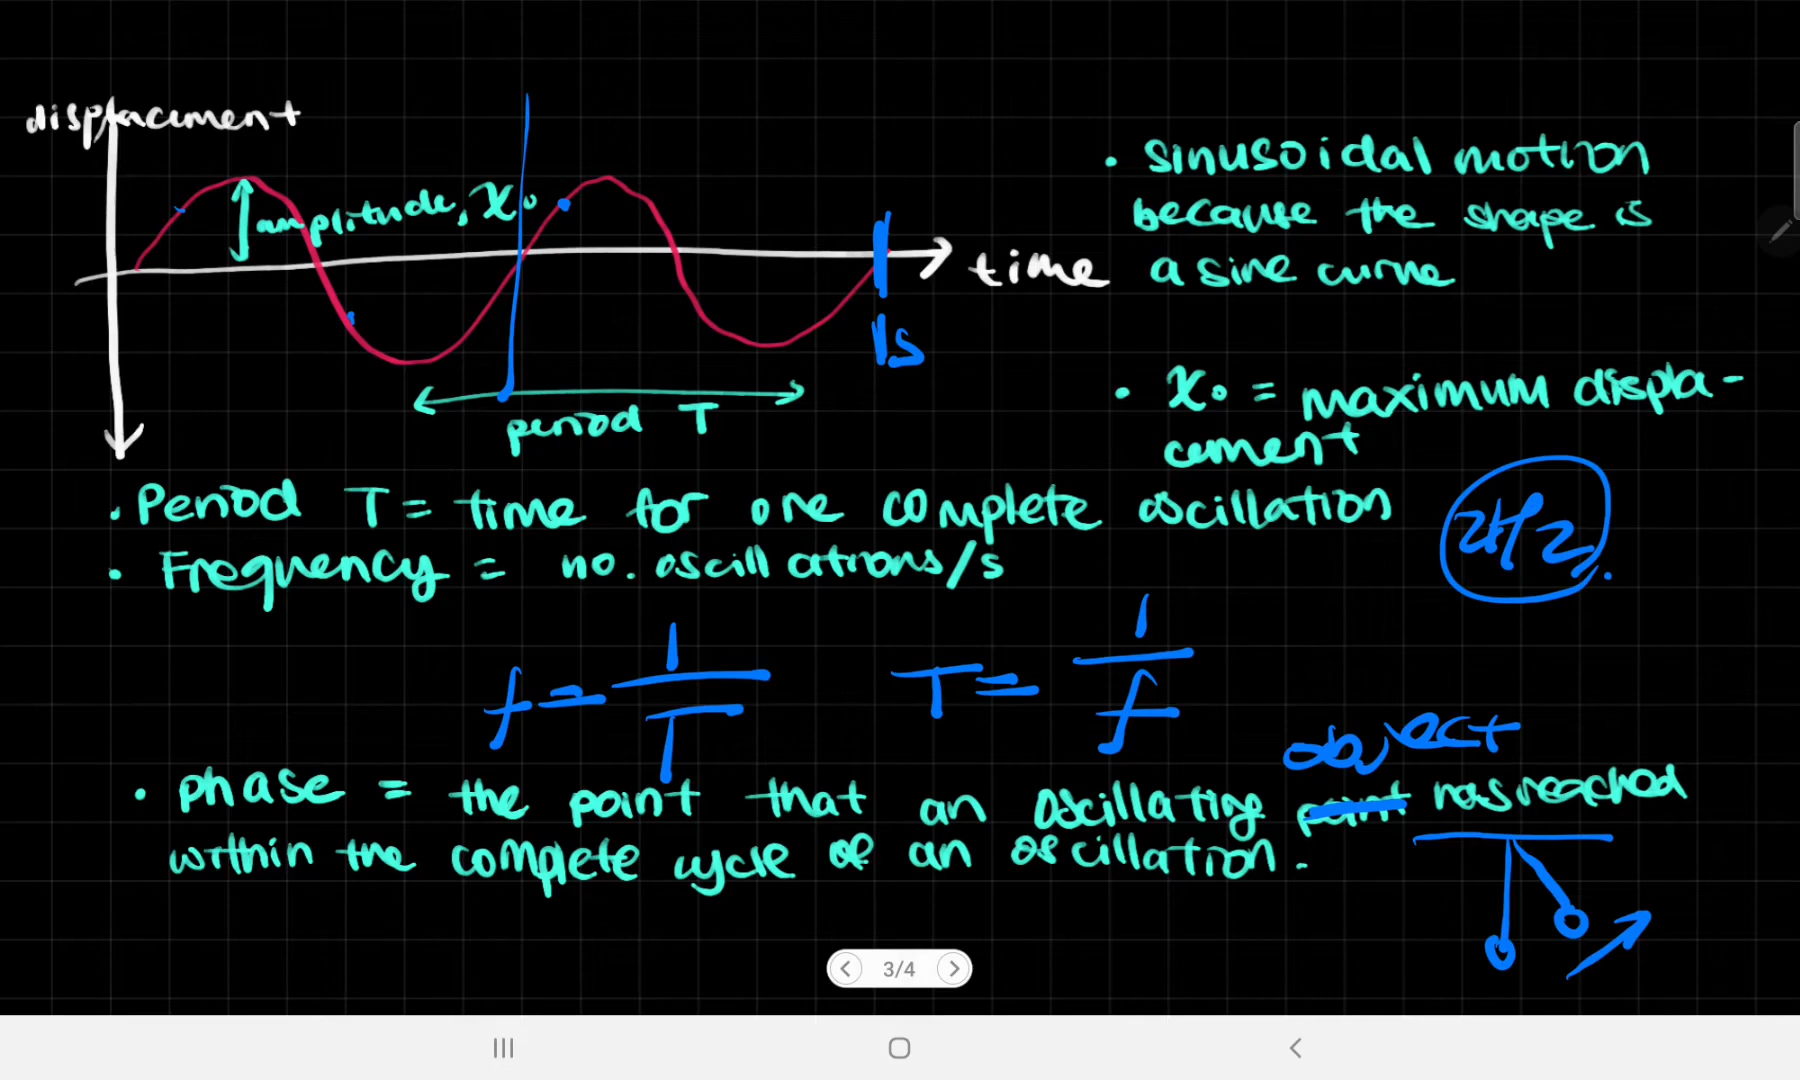 displacement
amplitude, x₀
time
1s
period T
• sinusoidal motion
because the shape is
a sine curve
• x₀ = maximum displa-
cement
• Period T = time for one complete oscillation
• Frequency = no. oscillations/s
2Hz.
f = 1/T
T = 1/f
object
• phase = the point that an oscillating point has reached
within the complete cycle of an oscillation.
3/4